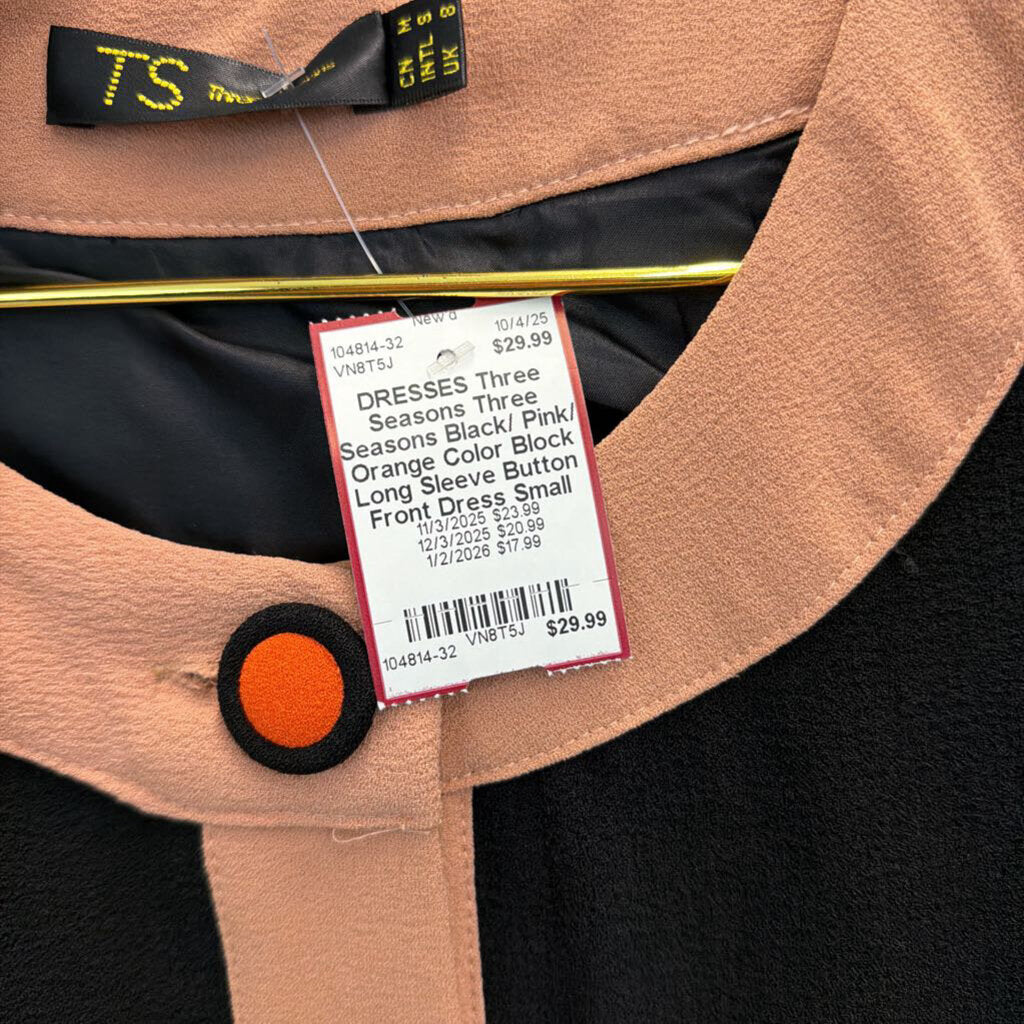 TS
CN M
INTL S
UK 8
New
10/4/25
104814-32
$29.99
VN8T5J
DRESSES Three
Seasons Three
Seasons Black/ Pink/
Orange Color Block
Long Sleeve Button
Front Dress Small
11/3/2025 $23.99
12/3/2025 $20.99
1/2/2026 $17.99
VN8T5J
$29.99
104814-32